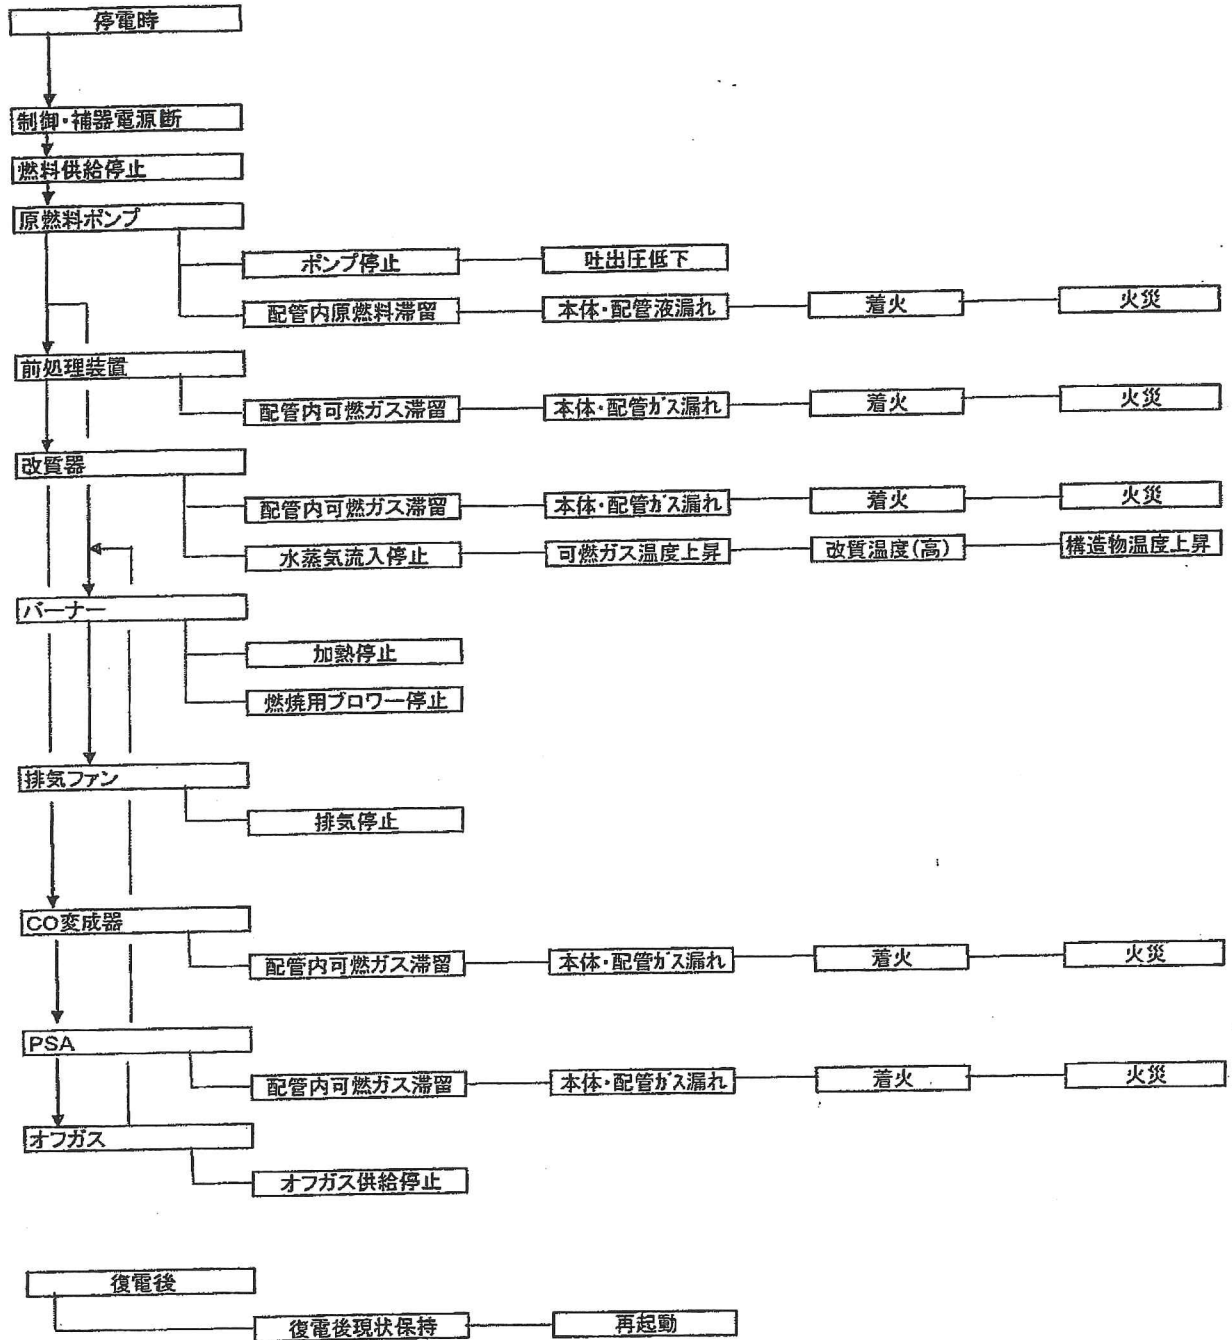 停電時
制御・補器電源断
燃料供給停止
原燃料ポンプ
ポンプ停止 吐出圧低下
配管内原燃料滞留 本体・配管液漏れ 着火 火災
前処理装置
配管内可燃ガス滞留 本体・配管ガス漏れ 着火 火災
改質器
配管内可燃ガス滞留 本体・配管ガス漏れ 着火 火災
水蒸気流入停止 可燃ガス温度上昇 改質温度(高) 構造物温度上昇
バーナー
加熱停止
燃焼用ブロワー停止
排気ファン
排気停止
CO変成器
配管内可燃ガス滞留 本体・配管ガス漏れ 着火 火災
PSA
配管内可燃ガス滞留 本体・配管ガス漏れ 着火 火災
オフガス
オフガス供給停止
復電後
復電後現状保持 再起動